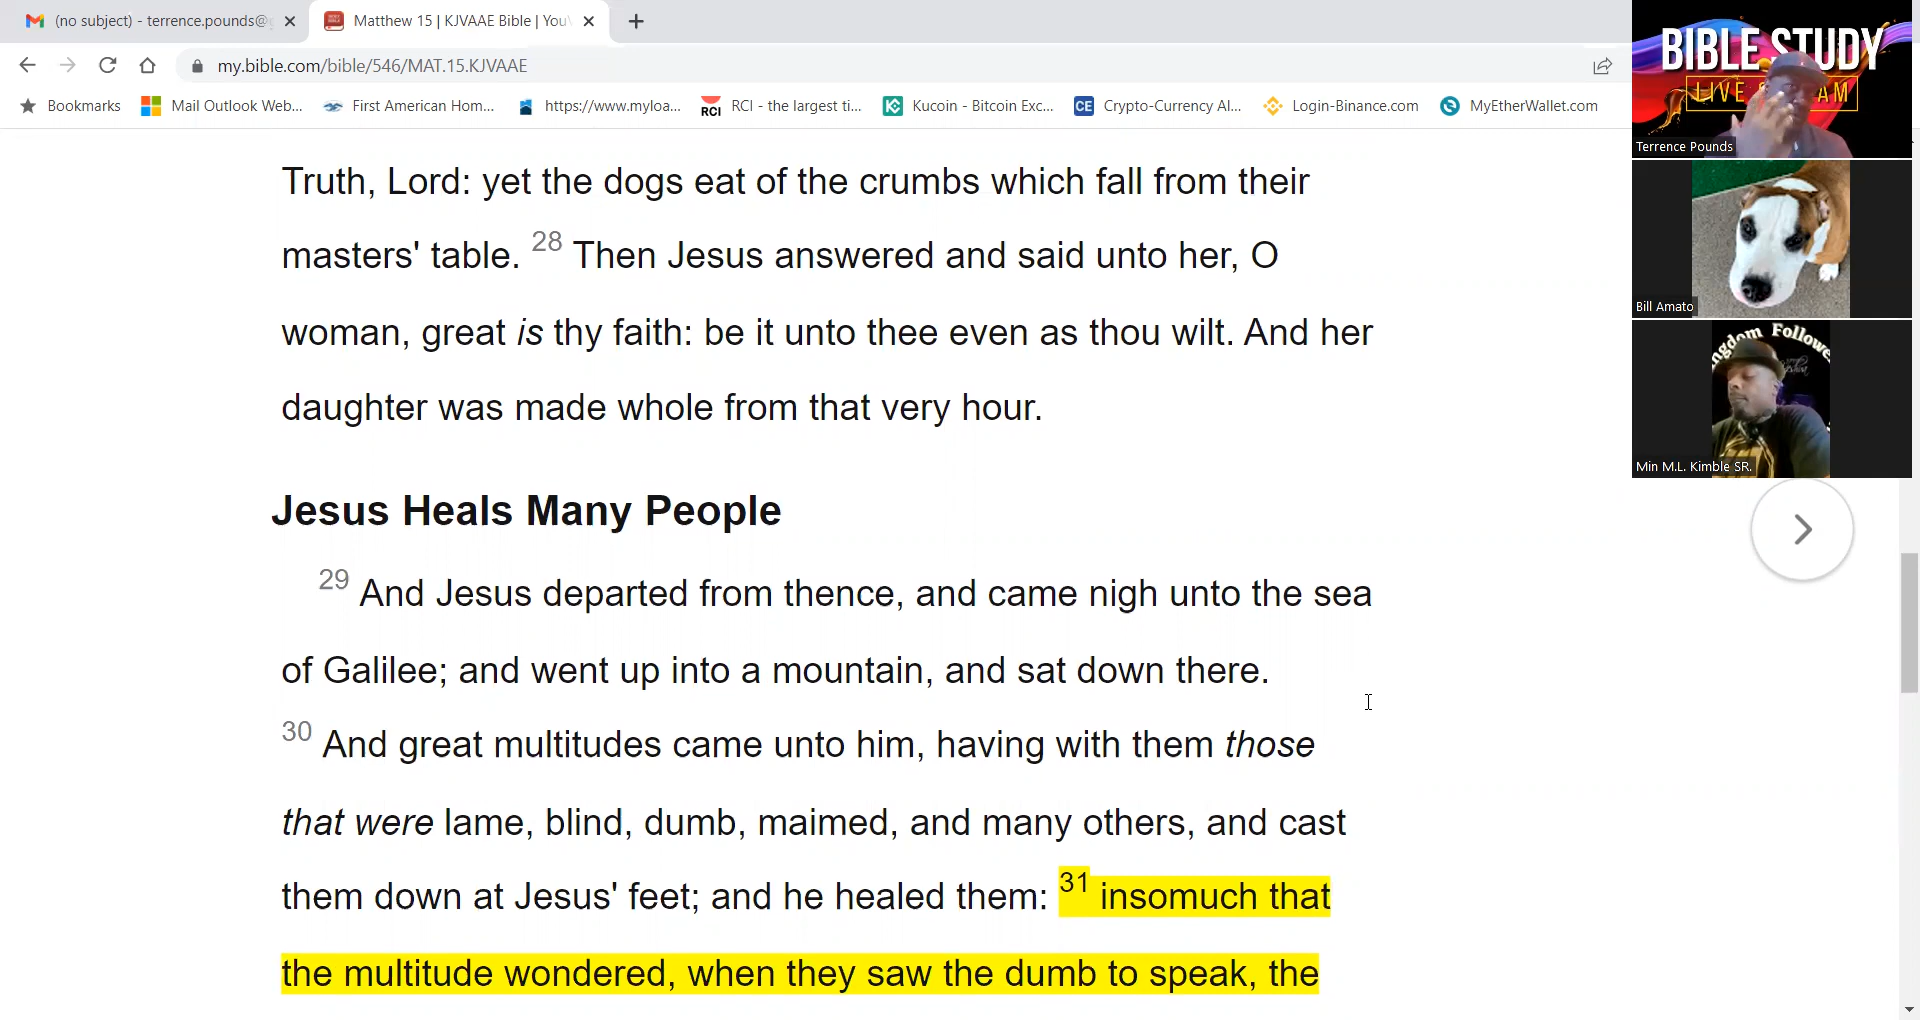 (no subject) - terrence.pounds@
Matthew 15 | KJVAAE Bible | You
my.bible.com/bible/546/MAT.15.KJVAAE
Bookmarks
Mail Outlook Web...
First American Hom...
https://www.myloa...
RCI
RCI - the largest ti...
Kucoin - Bitcoin Exc...
CE
Crypto-Currency Al...
Login-Binance.com
MyEtherWallet.com
Truth, Lord: yet the dogs eat of the crumbs which fall from their
masters' table. 28 Then Jesus answered and said unto her, O
woman, great is thy faith: be it unto thee even as thou wilt. And her
daughter was made whole from that very hour.
Jesus Heals Many People
29 And Jesus departed from thence, and came nigh unto the sea
of Galilee; and went up into a mountain, and sat down there.
30 And great multitudes came unto him, having with them those
that were lame, blind, dumb, maimed, and many others, and cast
them down at Jesus' feet; and he healed them: 31 insomuch that
the multitude wondered, when they saw the dumb to speak, the
BIBLE STUDY
LIVE S AM
Terrence Pounds
Bill Amato
ngdom Followe
Min M.L. Kimble SR.